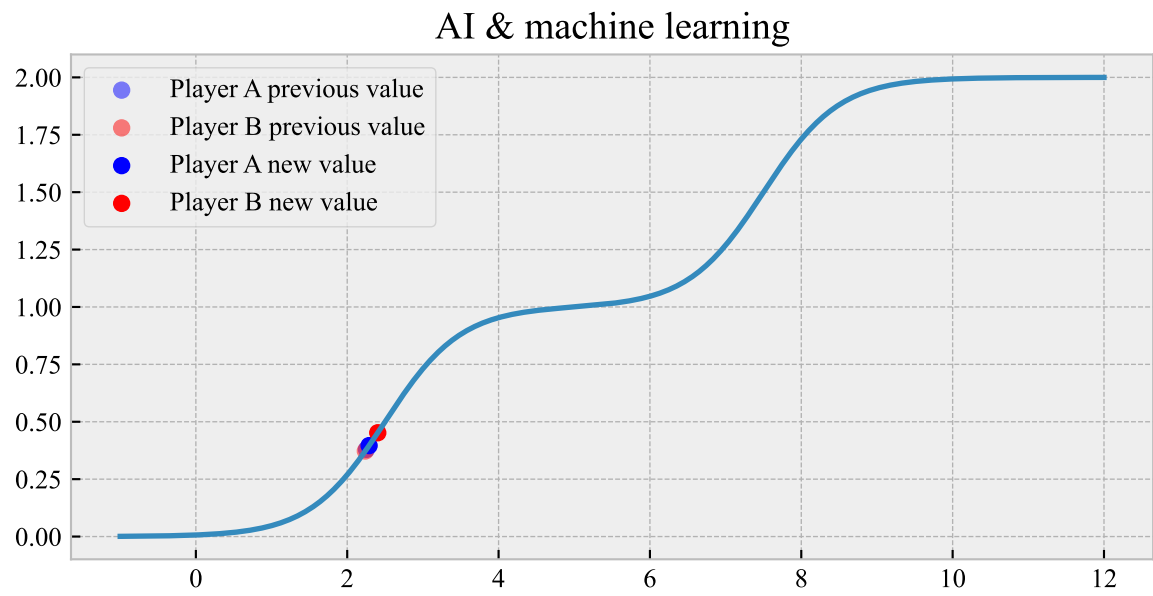 AI & machine learning
2.00
1.75
1.50
1.25
1.00
0.75
0.50
0.25
0.00
Player A previous value
Player B previous value
Player A new value
Player B new value
0 2 4 6 8 10 12